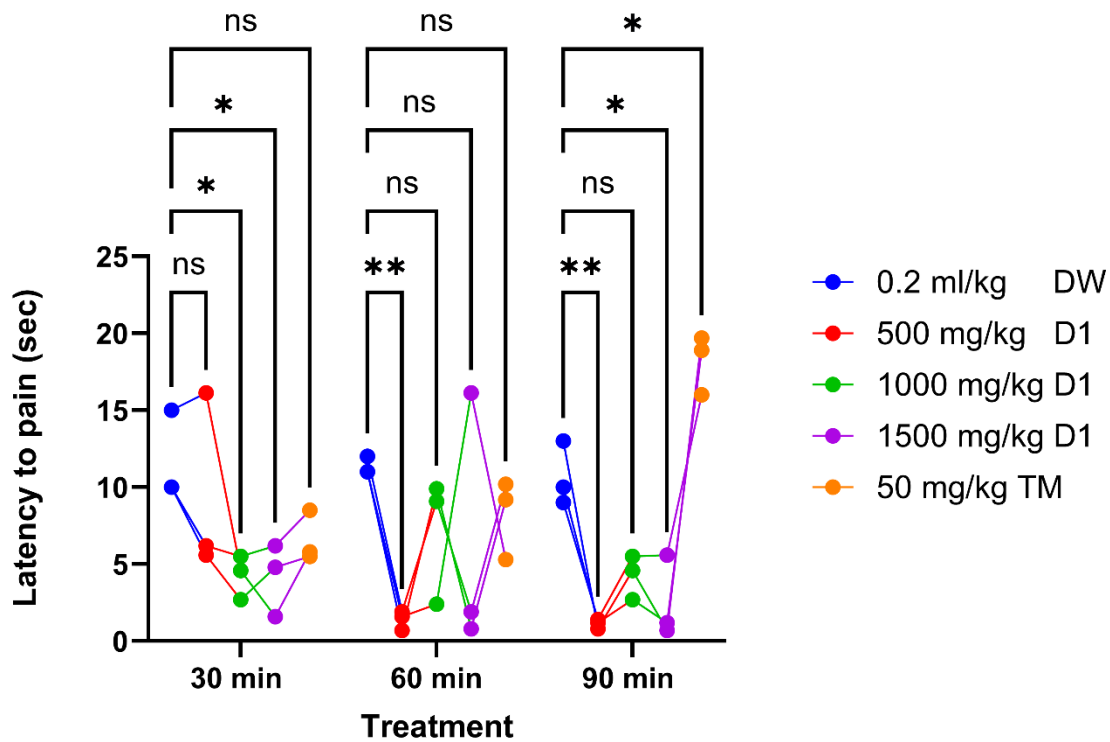 ns ns *
* ns *
* ns ns
ns ** **
25
20
15
10
5
0
Latency to pain (sec)
30 min 60 min 90 min
Treatment
0.2 ml/kg DW
500 mg/kg D1
1000 mg/kg D1
1500 mg/kg D1
50 mg/kg TM